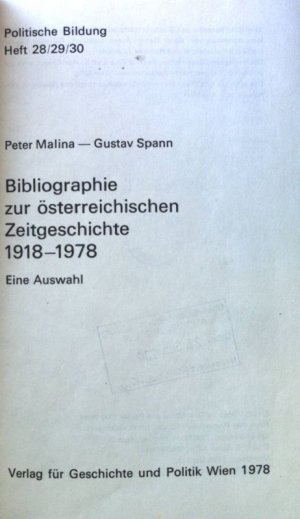 Politische Bildung
Heft 28/29/30
Peter Malina — Gustav Spann
Bibliographie
zur österreichischen
Zeitgeschichte
1918–1978
Eine Auswahl
Verlag für Geschichte und Politik Wien 1978